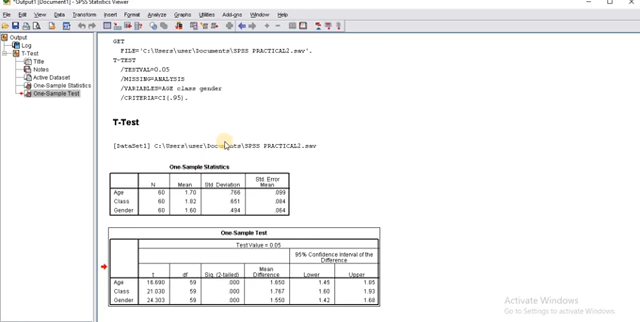 *Output1 [Document1] - SPSS Statistics Viewer
File Edit View Data Transform Insert Format Analyze Graphs Utilities Add-ons Window Help
Output
Log
T-Test
Title
Notes
Active Dataset
One-Sample Statistics
One-Sample Test
GET
FILE='C:\Users\user\Documents\SPSS PRACTICAL2.sav'.
T-TEST
/TESTVAL=0.05
/MISSING=ANALYSIS
/VARIABLES=AGE class gender
/CRITERIA=CI(.95).
T-Test
[DataSet1] C:\Users\user\Documents\SPSS PRACTICAL2.sav
One-Sample Statistics
N Mean Std. Deviation Std. Error Mean
Age 60 1.70 .766 .099
Class 60 1.82 .651 .084
Gender 60 1.60 .494 .064
One-Sample Test
Test Value = 0.05
95% Confidence Interval of the Difference
t df Sig. (2-tailed) Mean Difference Lower Upper
Age 16.690 59 .000 1.650 1.45 1.85
Class 21.030 59 .000 1.767 1.60 1.93
Gender 24.303 59 .000 1.550 1.42 1.68
Activate Windows
Go to Settings to activate Windows.